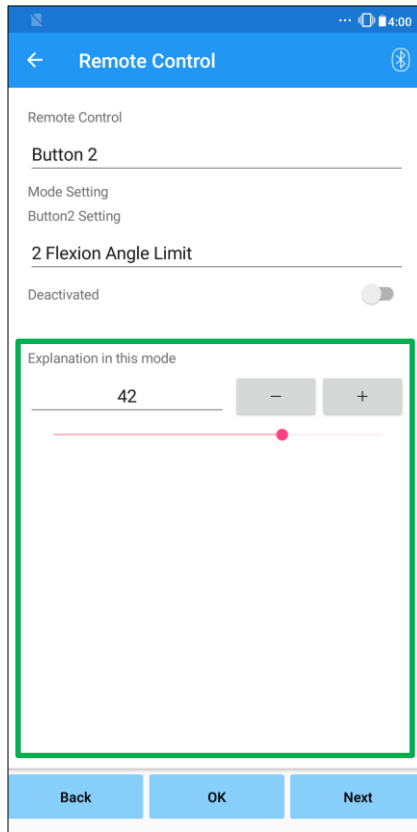 4:00
Remote Control
Remote Control
Button 2
Mode Setting
Button2 Setting
2 Flexion Angle Limit
Deactivated
Explanation in this mode
42 − +
Back OK Next